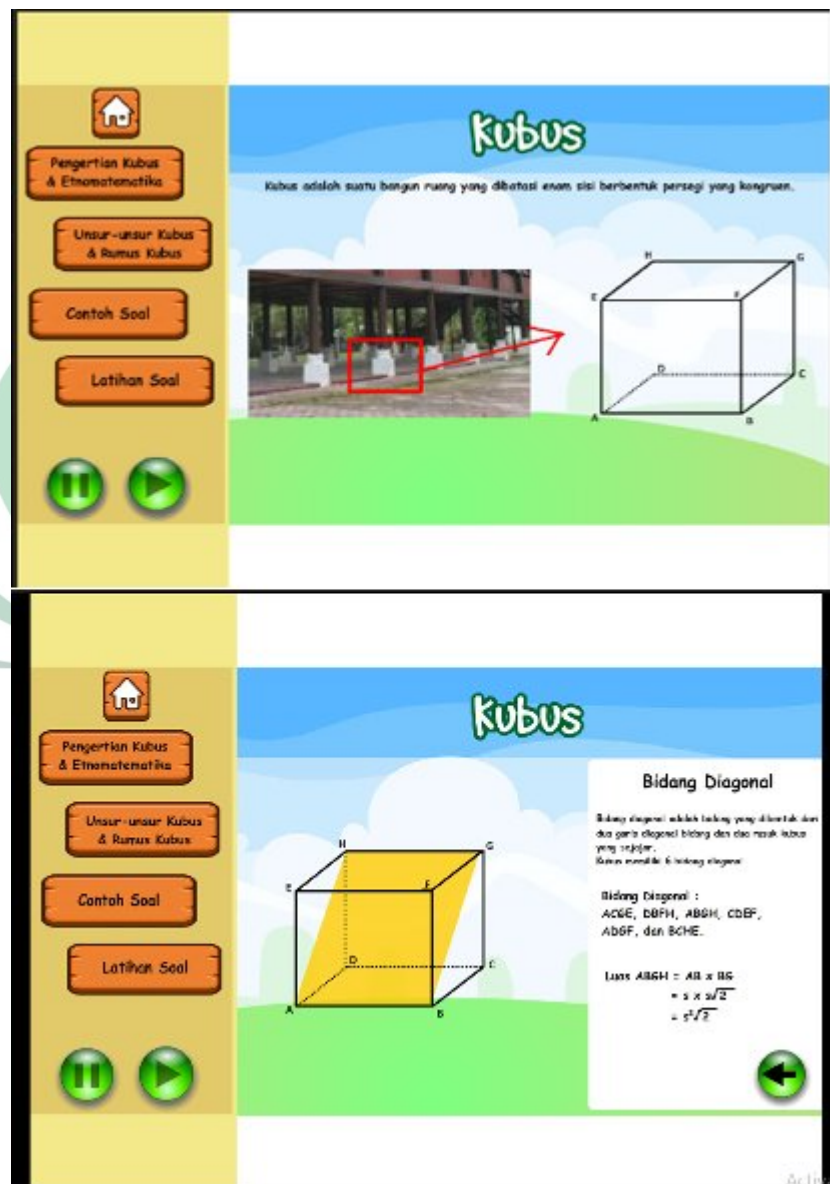 Kubus
Pengertian Kubus
& Etnomatematika
Unsur-unsur Kubus
& Rumus Kubus
Contoh Soal
Latihan Soal
Kubus adalah suatu bangun ruang yang dibatasi enam sisi berbentuk persegi yang kongruen.
H
G
E
F
D
C
A
B
Kubus
Pengertian Kubus
& Etnomatematika
Unsur-unsur Kubus
& Rumus Kubus
Contoh Soal
Latihan Soal
H
G
E
F
D
C
A
B
Bidang Diagonal
Bidang diagonal adalah bidang yang dibentuk dari
dua garis diagonal bidang dan dua rusuk kubus
yang sejajar.
Kubus memiliki 6 bidang diagonal
Bidang Diagonal :
ACGE, DBFH, ABGH, CDEF,
ADGF, dan BCHE.
Luas ABGH = AB x BG
= s x s√2
= s²√2